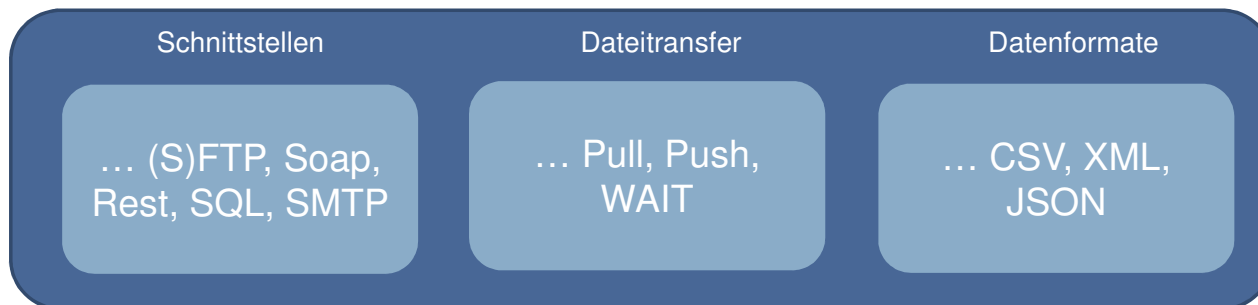 Schnittstellen
… (S)FTP, Soap,
Rest, SQL, SMTP
Dateitransfer
… Pull, Push,
WAIT
Datenformate
… CSV, XML,
JSON